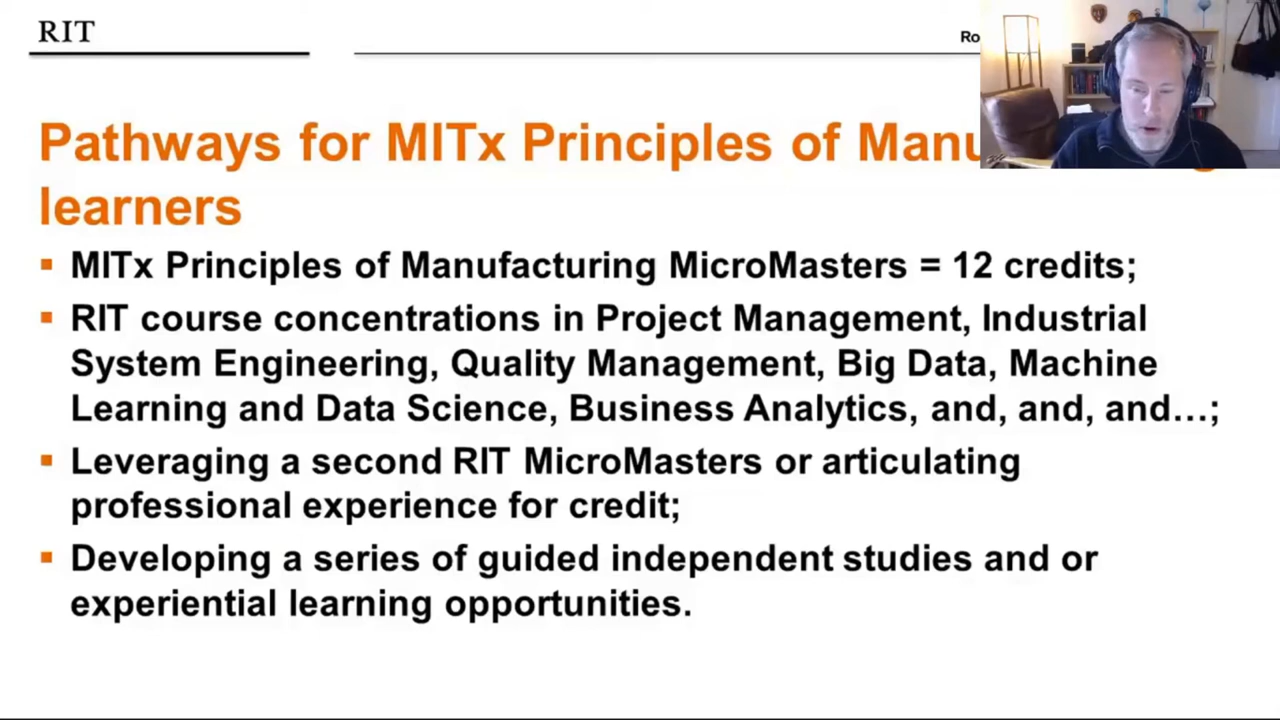 RIT
Pathways for MITx Principles of
learners
▪ MITx Principles of Manufacturing MicroMasters = 12 credits;
▪ RIT course concentrations in Project Management, Industrial
System Engineering, Quality Management, Big Data, Machine
Learning and Data Science, Business Analytics, and, and, and…;
▪ Leveraging a second RIT MicroMasters or articulating
professional experience for credit;
▪ Developing a series of guided independent studies and or
experiential learning opportunities.